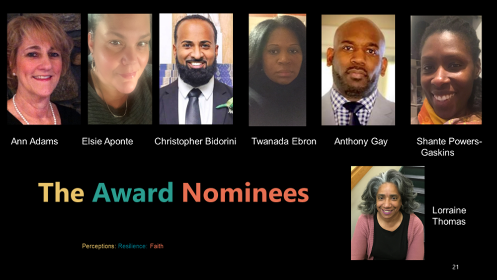 Ann Adams
Elsie Aponte
Christopher Bidorini
Twanada Ebron
Anthony Gay
Shante Powers-
Gaskins
The Award Nominees
Lorraine
Thomas
Perceptions: Resilience: Faith
21